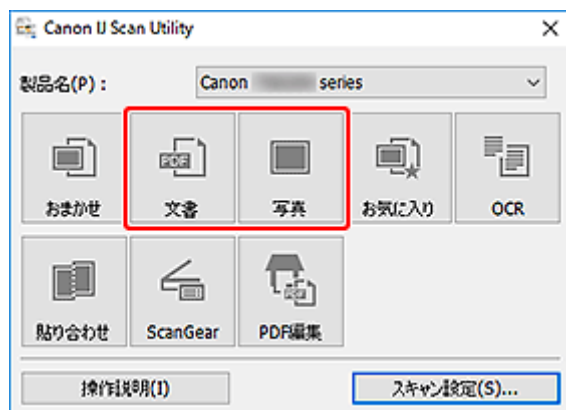 Canon IJ Scan Utility
製品名(P) :
Canon series
おまかせ
PDF
文書
写真
お気に入り
OCR
貼り合わせ
ScanGear
PDF
PDF編集
操作説明(I)
スキャン設定(S)...